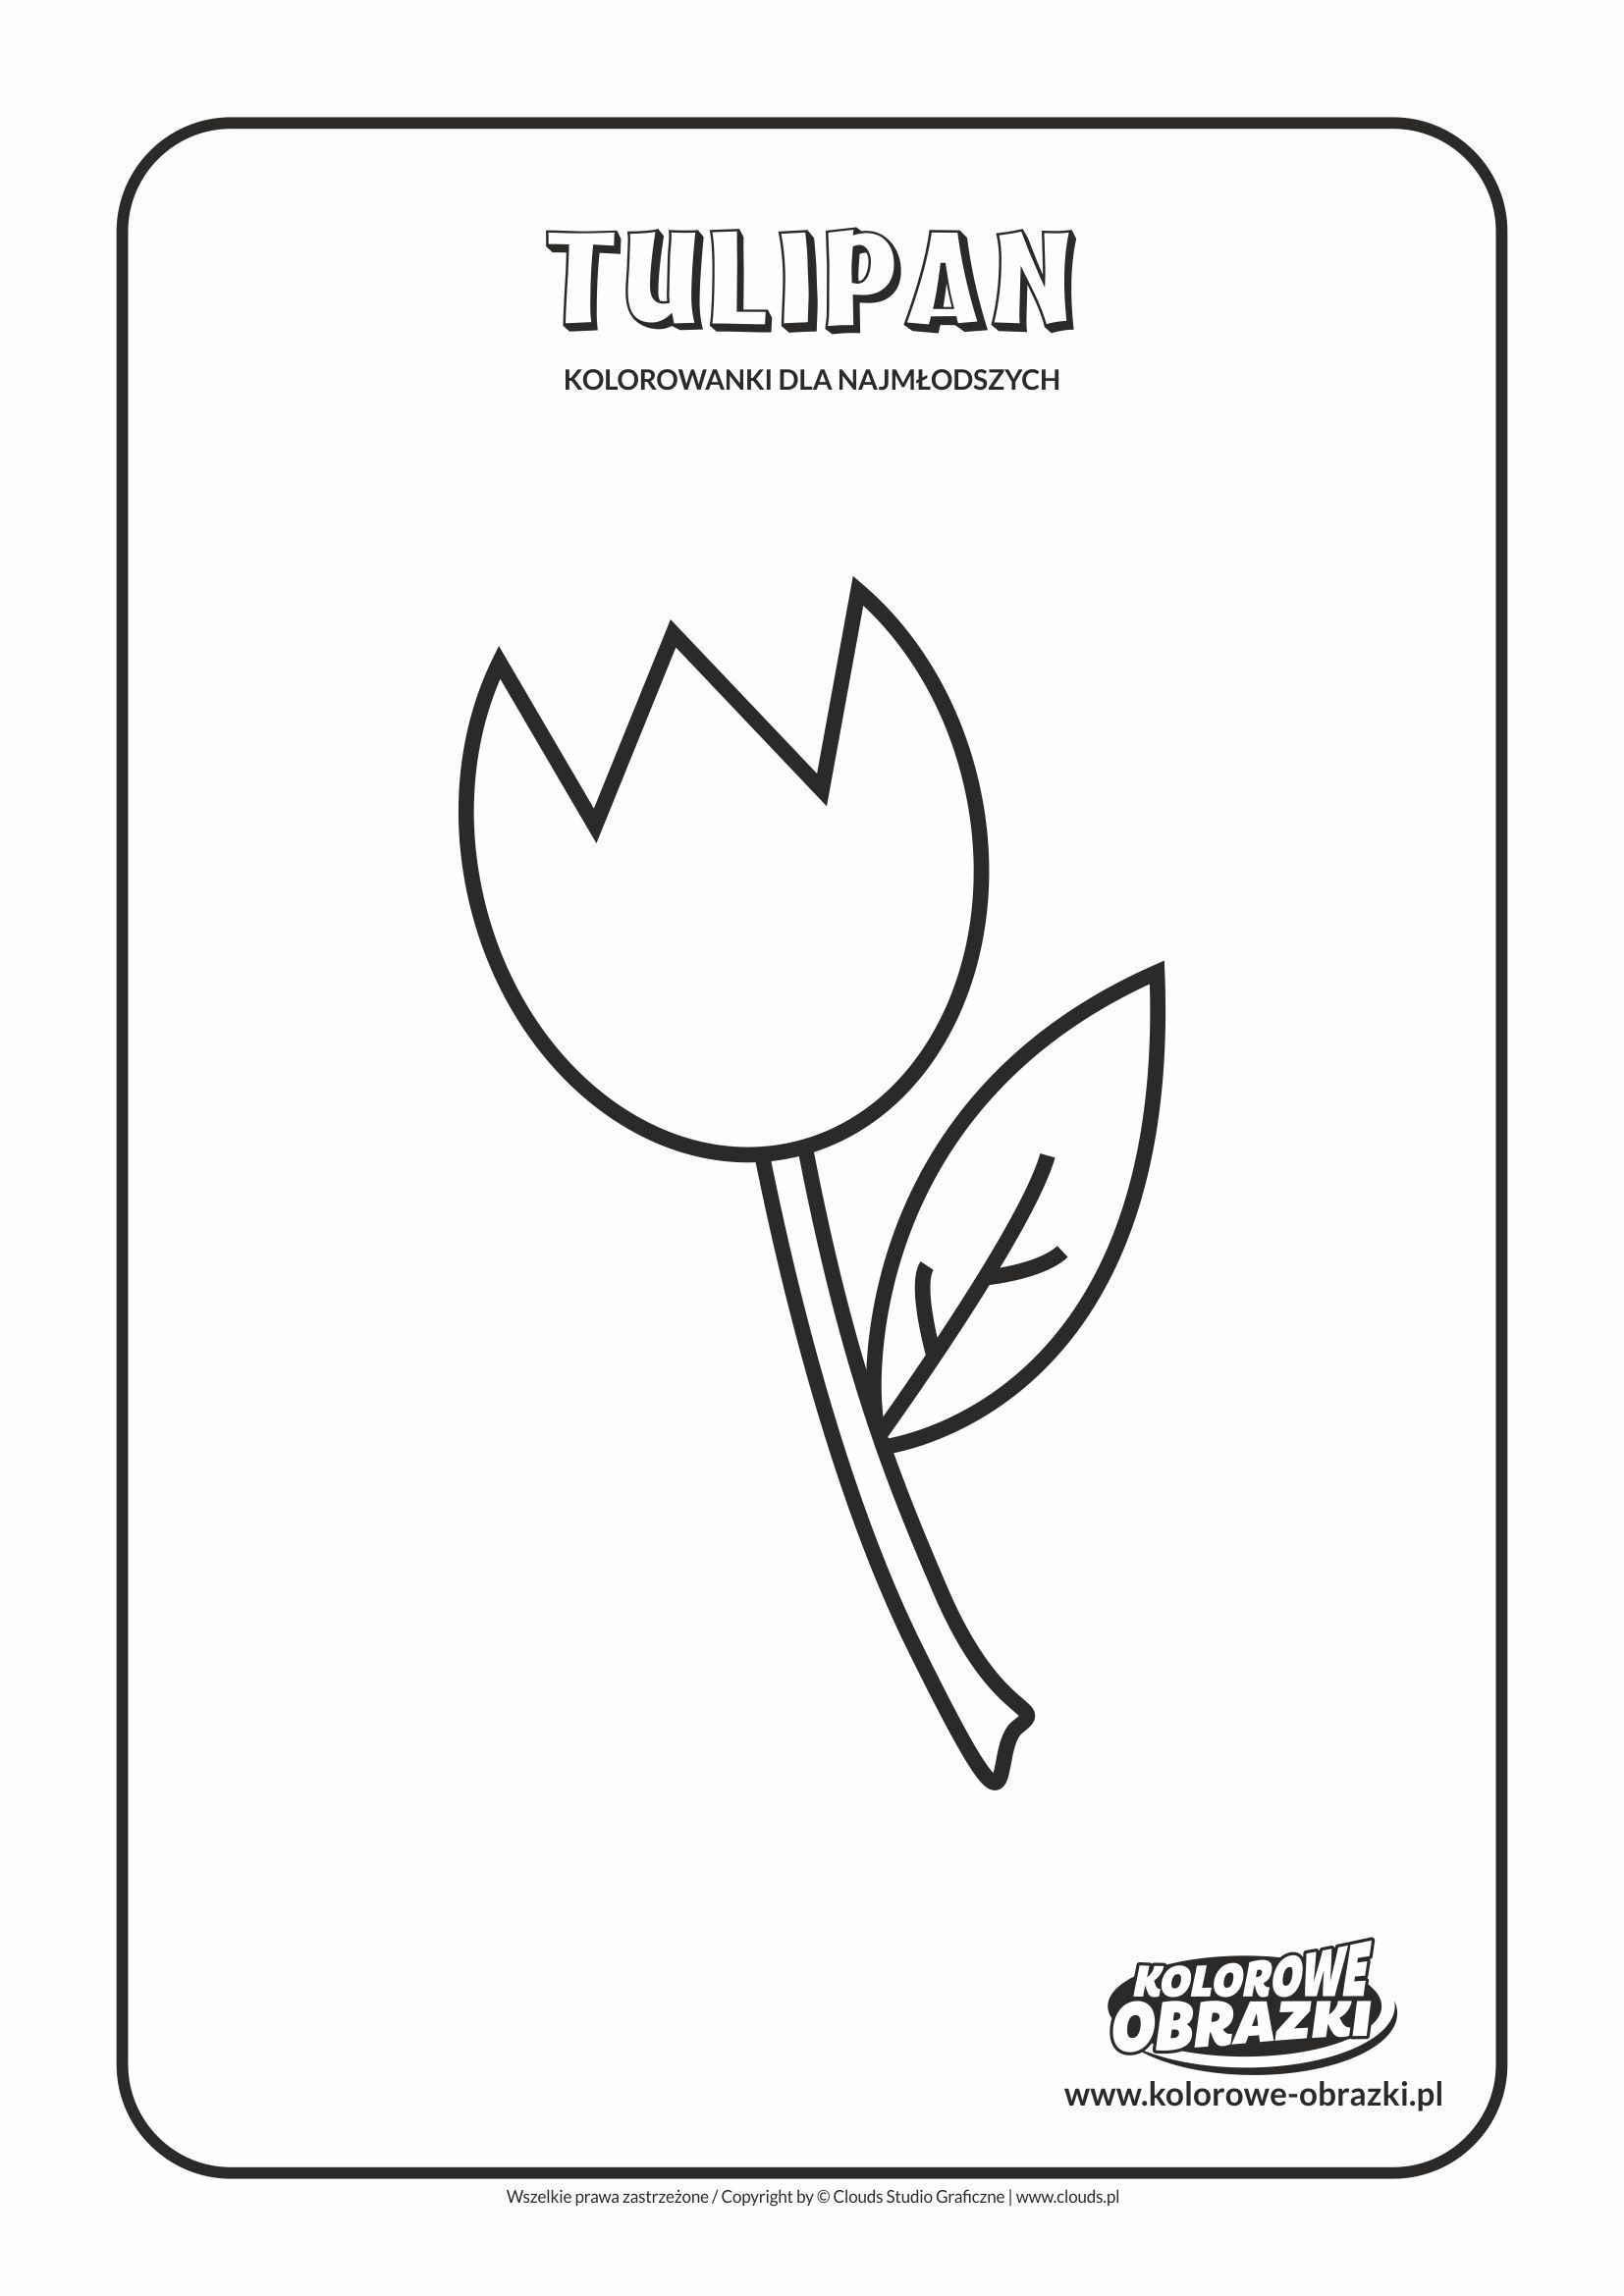 TULIPAN
KOLOROWANKI DLA NAJMŁODSZYCH
KOLOROWE
OBRAZKI
www.kolorowe-obrazki.pl
Wszelkie prawa zastrzeżone / Copyright by © Clouds Studio Graficzne | www.clouds.pl